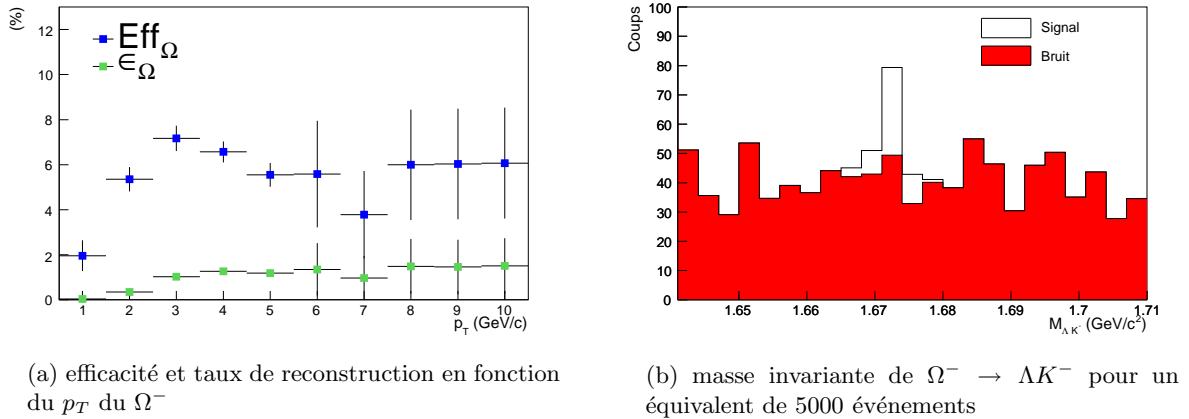 (%)
12
10
8
6
4
2
0
Eff_Ω
∈_Ω
1 2 3 4 5 6 7 8 9 10
p_T (GeV/c)
Coups
100
90
80
70
60
50
40
30
20
10
0
Signal
Bruit
1.65 1.66 1.67 1.68 1.69 1.7 1.71
M_{Λ K^-} (GeV/c²)
(a) efficacité et taux de reconstruction en fonction
du p_T du Ω⁻
(b) masse invariante de Ω⁻ → ΛK⁻ pour un
équivalent de 5000 événements